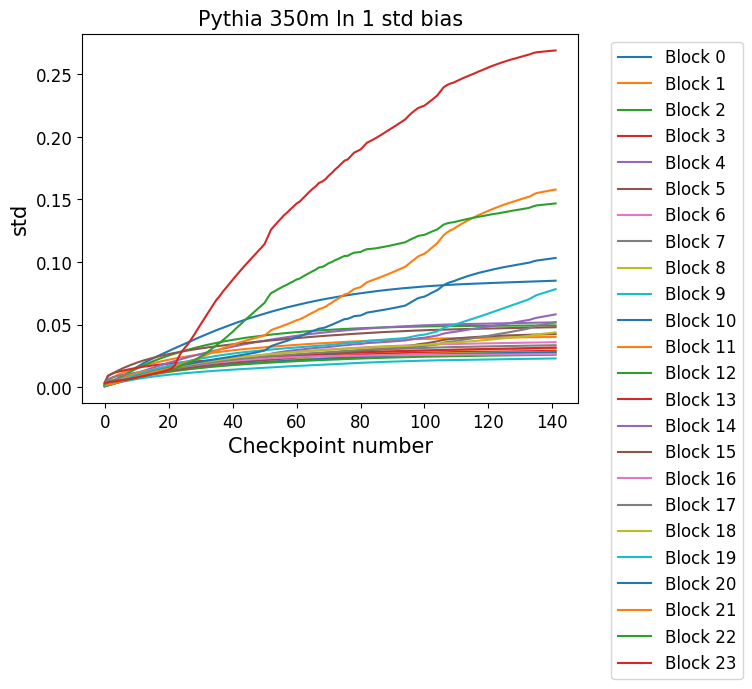 Pythia 350m ln 1 std bias
std
0.25
0.20
0.15
0.10
0.05
0.00
0 20 40 60 80 100 120 140
Checkpoint number
Block 0
Block 1
Block 2
Block 3
Block 4
Block 5
Block 6
Block 7
Block 8
Block 9
Block 10
Block 11
Block 12
Block 13
Block 14
Block 15
Block 16
Block 17
Block 18
Block 19
Block 20
Block 21
Block 22
Block 23